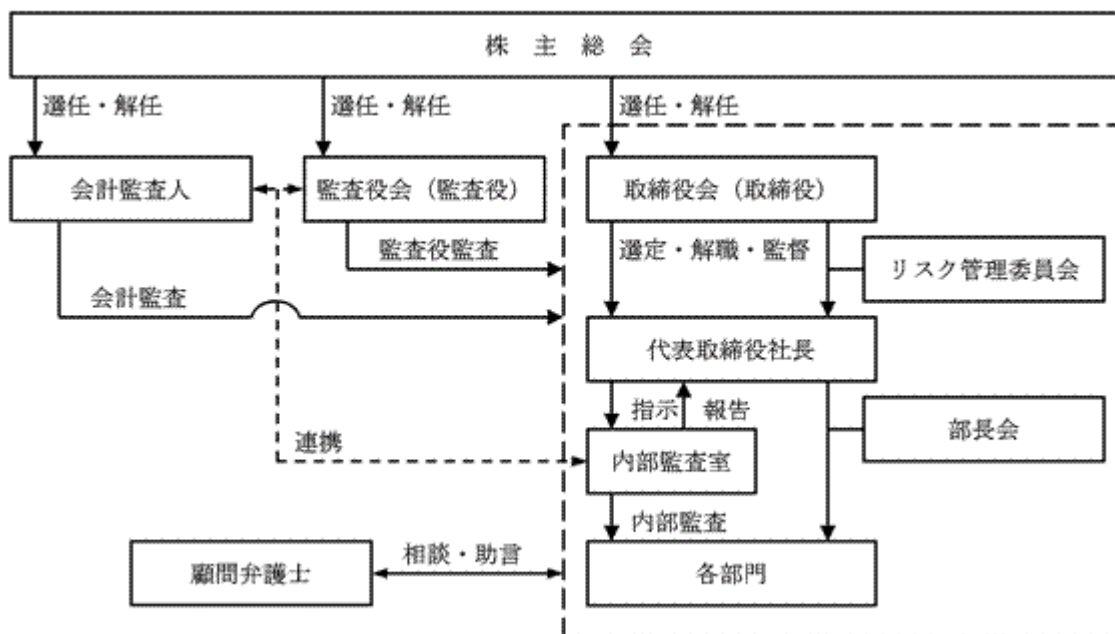 株主総会
選任・解任
選任・解任
選任・解任
会計監査人
監査役会（監査役）
取締役会（取締役）
監査役監査
選定・解職・監督
リスク管理委員会
会計監査
代表取締役社長
指示
報告
部長会
連携
内部監査室
内部監査
顧問弁護士
相談・助言
各部門